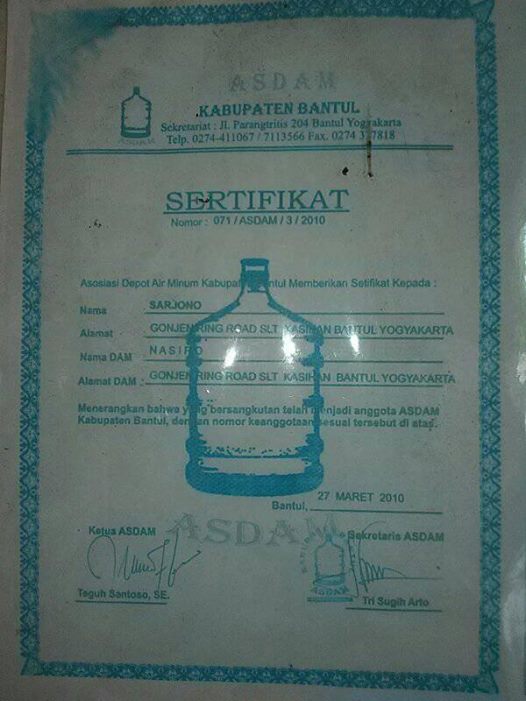 ASDAM
KABUPATEN BANTUL
Sekretariat : Jl. Parangtritis 204 Bantul Yogyakarta
Telp. 0274-411067 / 7113566 Fax. 0274 367818
ASDAM
SERTIFIKAT
Nomor : 071 / ASDAM / 3 / 2010
Asosiasi Depot Air Minum Kabupaten Bantul Memberikan Setifikat Kepada :
Nama : SARJONO
Alamat : GONJEN RING ROAD SLT KASIHAN BANTUL YOGYAKARTA
Nama DAM : NASIRO
Alamat DAM : GONJEN RING ROAD SLT KASIHAN BANTUL YOGYAKARTA
Menerangkan bahwa yang bersangkutan telah menjadi anggota ASDAM
Kabupaten Bantul, dengan nomor keanggotaan sesuai tersebut di atas.
Bantul, 27 MARET 2010
ASDAM
Ketua ASDAM
Sekretaris ASDAM
ASDAM
Teguh Santoso, SE.
Tri Sugih Arto